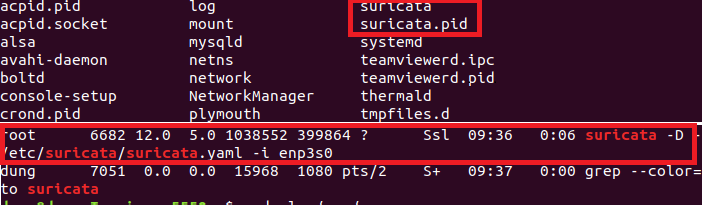 acpid.pid log suricata
acpid.socket mount suricata.pid
alsa mysqld systemd
avahi-daemon netns teamviewerd.ipc
boltd network teamviewerd.pid
console-setup NetworkManager thermald
crond.pid plymouth tmpfiles.d
root 6682 12.0 5.0 1038552 399864 ? Ssl 09:36 0:06 suricata -D -
/etc/suricata/suricata.yaml -i enp3s0
dung 7051 0.0 0.0 15968 1080 pts/2 S+ 09:37 0:00 grep --color=
to suricata